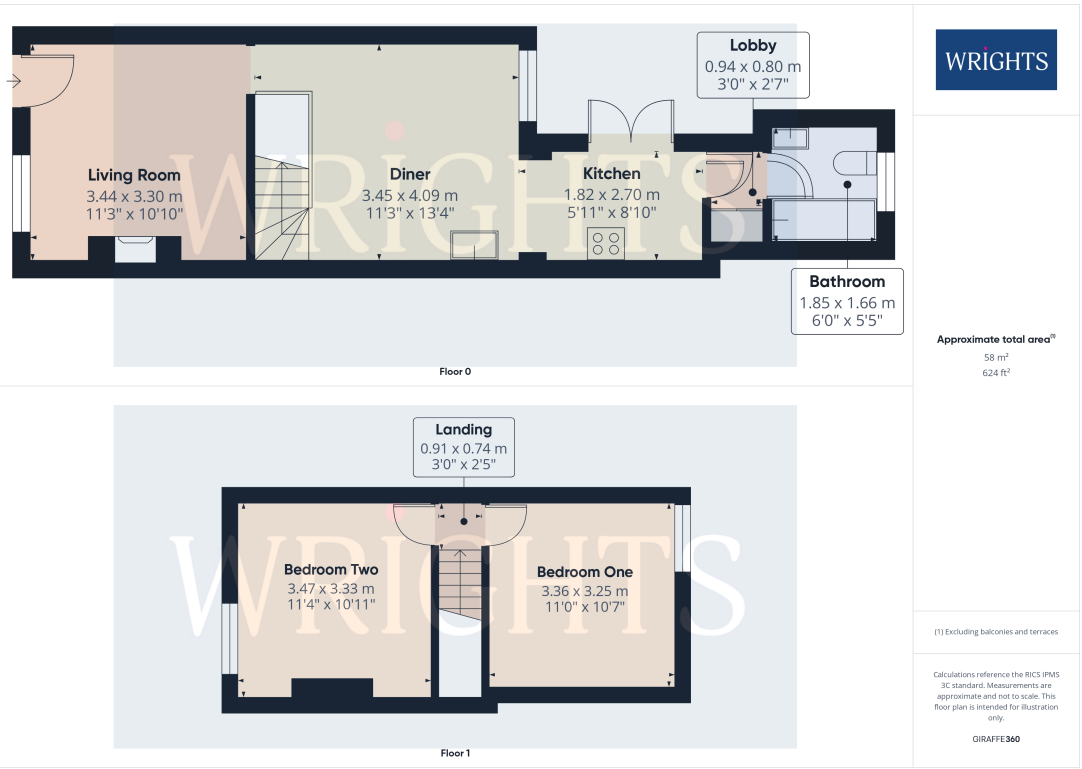 Lobby
0.94 x 0.80 m
3'0" x 2'7"
Living Room
3.44 x 3.30 m
11'3" x 10'10"
Diner
3.45 x 4.09 m
11'3" x 13'4"
Kitchen
1.82 x 2.70 m
5'11" x 8'10"
Bathroom
1.85 x 1.66 m
6'0" x 5'5"
WRiGHTS
Floor 0
Landing
0.91 x 0.74 m
3'0" x 2'5"
Bedroom Two
3.47 x 3.33 m
11'4" x 10'11"
Bedroom One
3.36 x 3.25 m
11'0" x 10'7"
WRiGHTS
Floor 1
WRiGHTS
Approximate total area(1)
58 m²
624 ft²
(1) Excluding balconies and terraces
Calculations reference the RICS IPMS
3C standard. Measurements are
approximate and not to scale. This
floor plan is intended for illustration
only.
GIRAFFE360